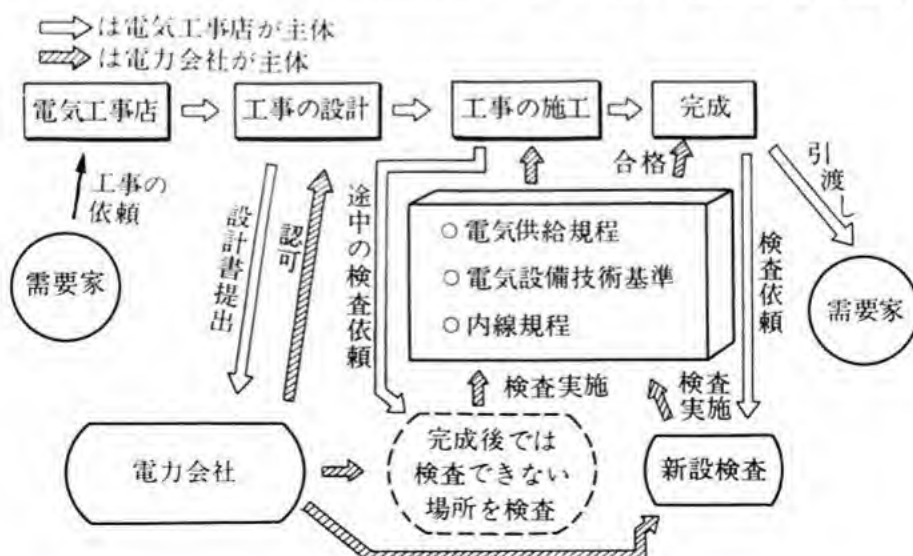 は電気工事店が主体
は電力会社が主体
電気工事店
工事の設計
工事の施工
完成
工事の
依頼
需要家
設計書提出
認可
途中の検査依頼
合格
○電気供給規程
○電気設備技術基準
○内線規程
検査依頼
引渡し
需要家
検査実施
検査
実施
電力会社
完成後では
検査できない
場所を検査
新設検査